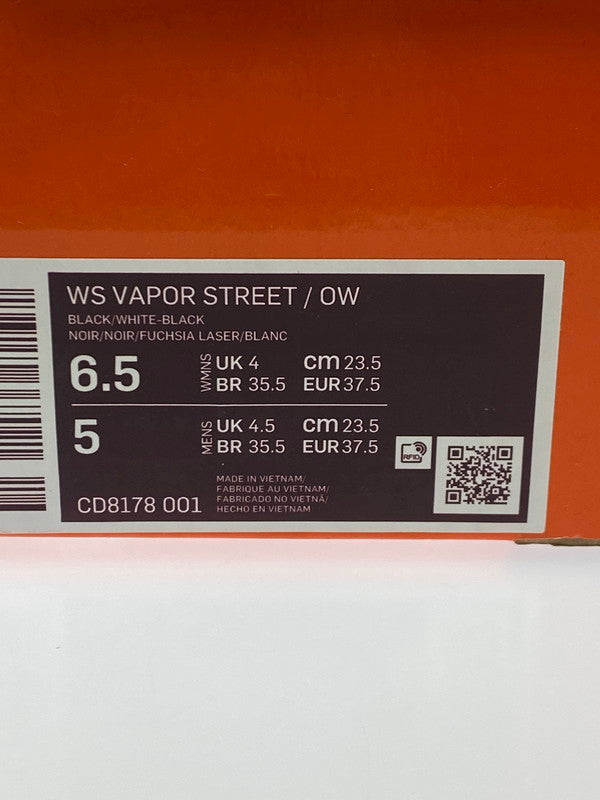 WS VAPOR STREET / OW
BLACK/WHITE-BLACK
NOIR/NOIR/FUCHSIA LASER/BLANC
6.5 WMNS UK 4 cm 23.5
BR 35.5 EUR 37.5
5 MENS UK 4.5 cm 23.5
BR 35.5 EUR 37.5
RFID
MADE IN VIETNAM/
FABRIQUE AU VIETNAM/
FABRICADO NO VIETNÃ/
HECHO EN VIETNAM
CD8178 001